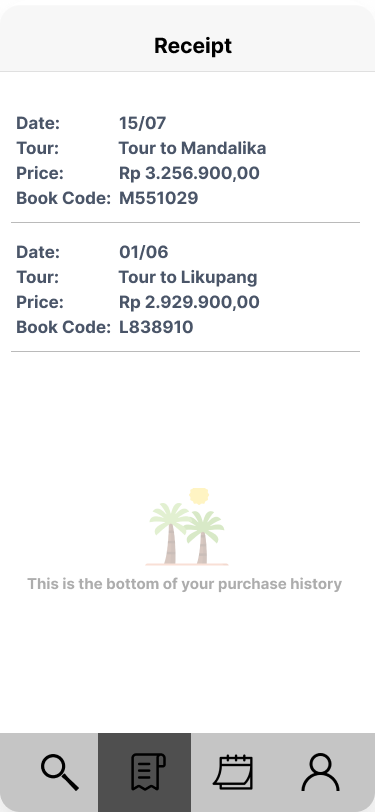 Receipt
Date: 15/07
Tour: Tour to Mandalika
Price: Rp 3.256.900,00
Book Code: M551029
Date: 01/06
Tour: Tour to Likupang
Price: Rp 2.929.900,00
Book Code: L838910
This is the bottom of your purchase history